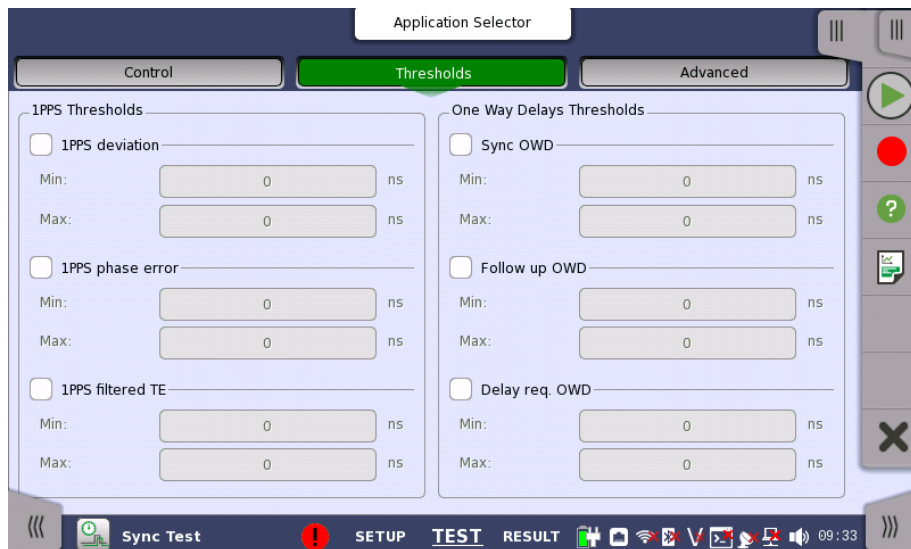 Application Selector
Control Thresholds Advanced
1PPS Thresholds
1PPS deviation
Min: 0 ns
Max: 0 ns
1PPS phase error
Min: 0 ns
Max: 0 ns
1PPS filtered TE
Min: 0 ns
Max: 0 ns
One Way Delays Thresholds
Sync OWD
Min: 0 ns
Max: 0 ns
Follow up OWD
Min: 0 ns
Max: 0 ns
Delay req. OWD
Min: 0 ns
Max: 0 ns
Sync Test SETUP TEST RESULT 09:33